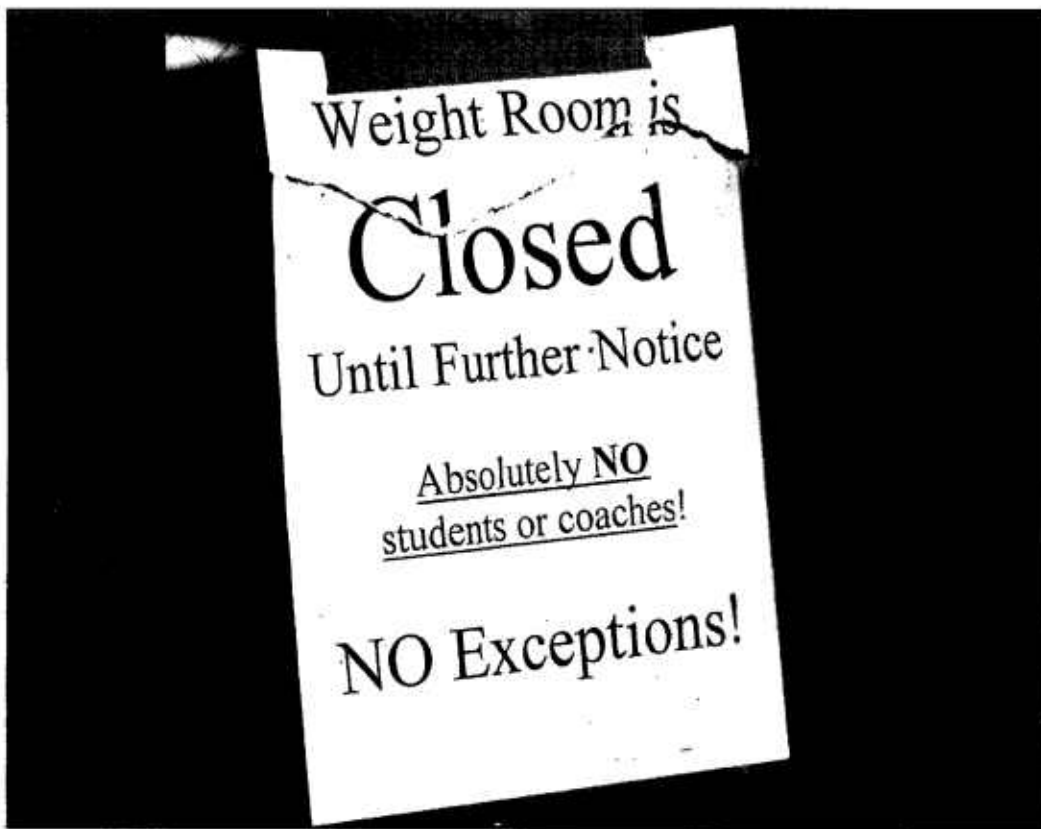 Weight Room is
Closed
Until Further Notice
Absolutely NO
students or coaches!
NO Exceptions!